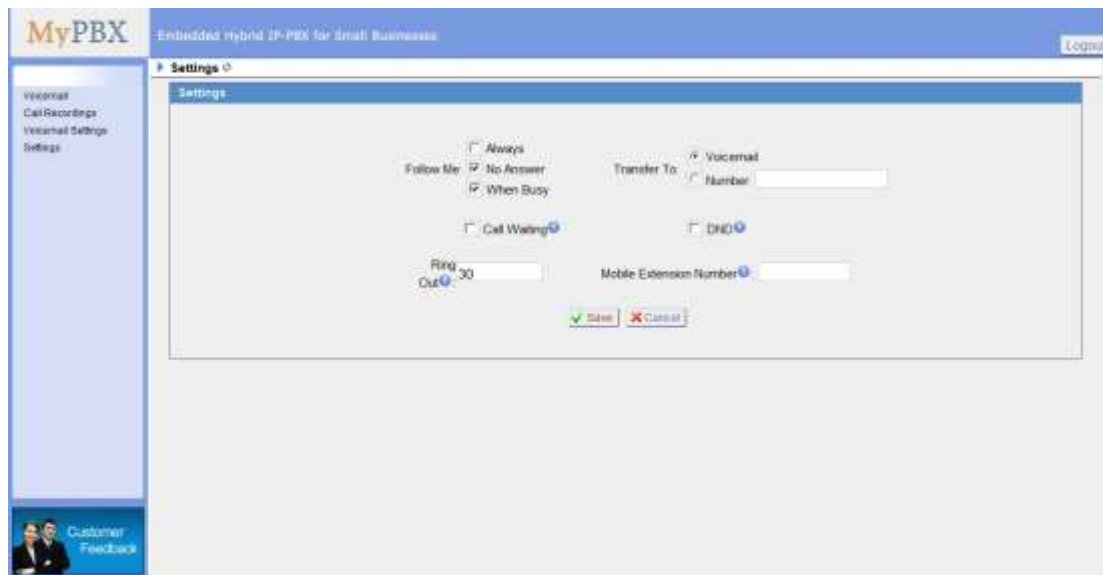 MyPBX
Embedded Hybrid IP-PBX for Small Businesses
Logou
Settings
Voicemail
Call Recordings
Voicemail Settings
Settings
Settings
Follow Me:
Always
No Answer
When Busy
Transfer To:
Voicemail
Number
Call Waiting
DND
Ring Out: 30
Mobile Extension Number:
Save
Cancel
Customer
Feedback